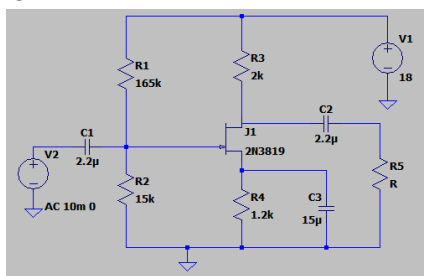 V1
R1
R3
165k
2k
18
C2
C1
J1
V2
2.2µ
2N3819
2.2µ
R5
R2
R4
C3
R
15k
1.2k
AC 10m 0
15µ